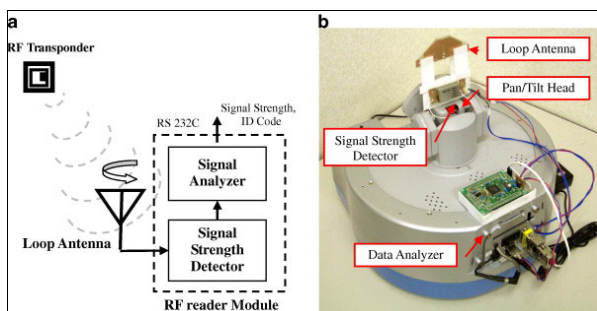 a
RF Transponder
RS 232C
Signal Strength,
ID Code
Signal
Analyzer
Loop Antenna
Signal
Strength
Detector
RF reader Module
b
Loop Antenna
Pan/Tilt Head
Signal Strength
Detector
Data Analyzer